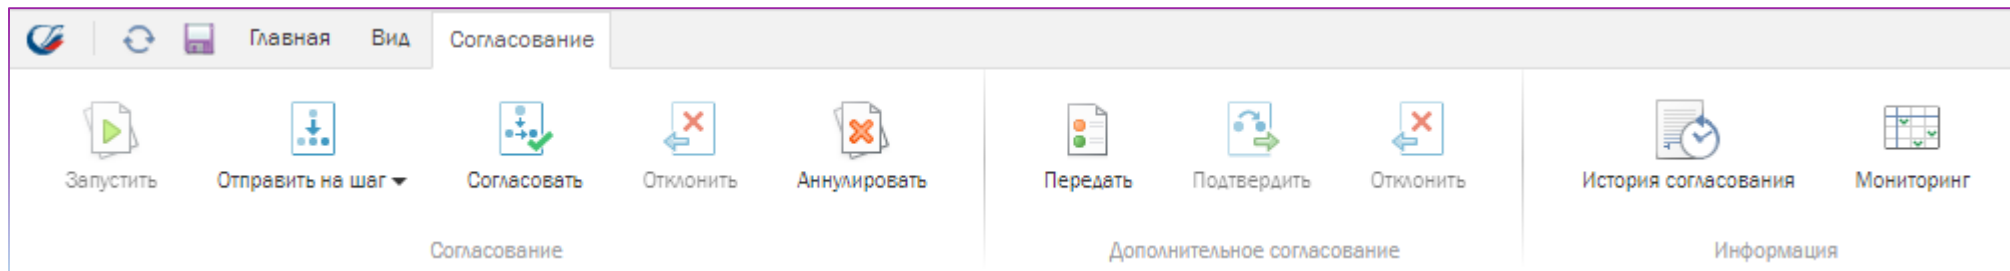 Главная Вид Согласование
Запустить Отправить на шаг Согласовать Отклонить Аннулировать Передать Подтвердить Отклонить История согласования Мониторинг
Согласование Дополнительное согласование Информация